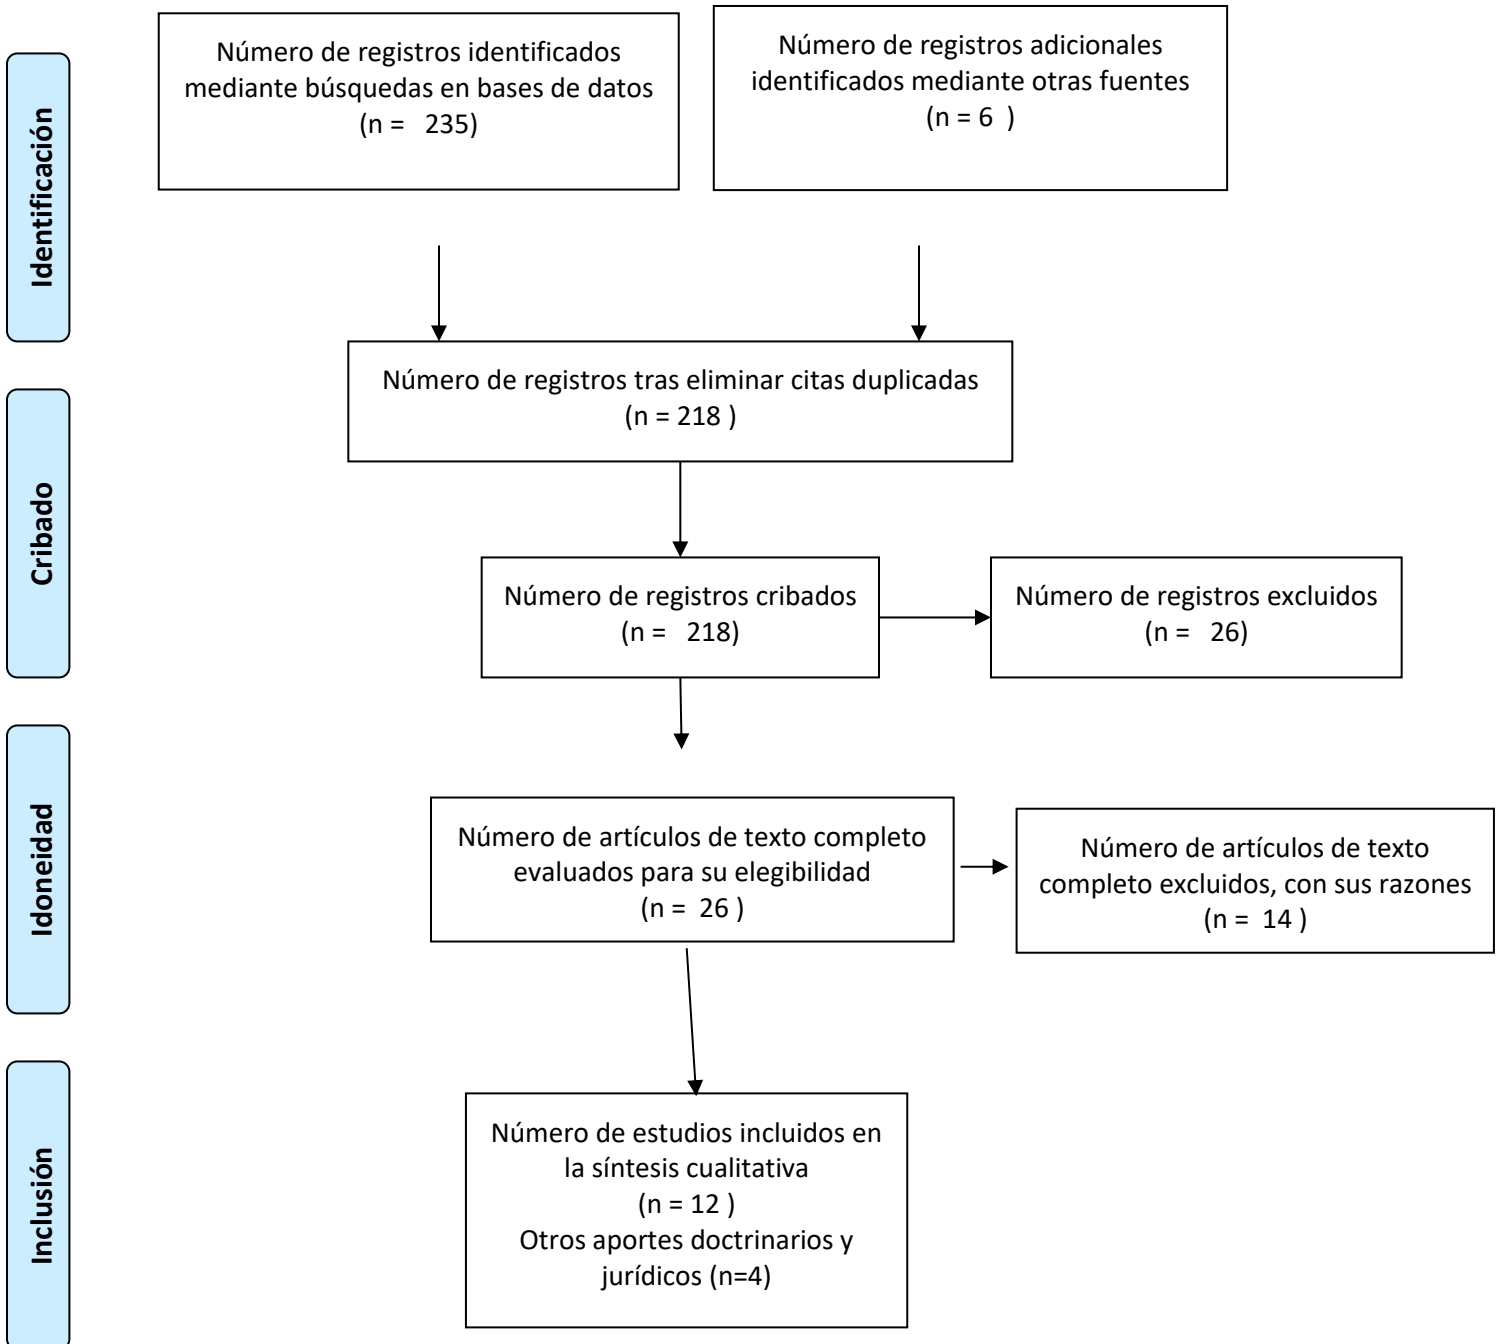 Identificación
Número de registros identificados
mediante búsquedas en bases de datos
(n =   235)
Número de registros adicionales
identificados mediante otras fuentes
(n = 6  )
Número de registros tras eliminar citas duplicadas
(n = 218 )
Cribado
Número de registros cribados
(n =   218)
Número de registros excluidos
(n =   26)
Idoneidad
Número de artículos de texto completo
evaluados para su elegibilidad
(n =  26 )
Número de artículos de texto
completo excluidos, con sus razones
(n =  14 )
Inclusión
Número de estudios incluidos en
la síntesis cualitativa
(n = 12 )
Otros aportes doctrinarios y
jurídicos (n=4)